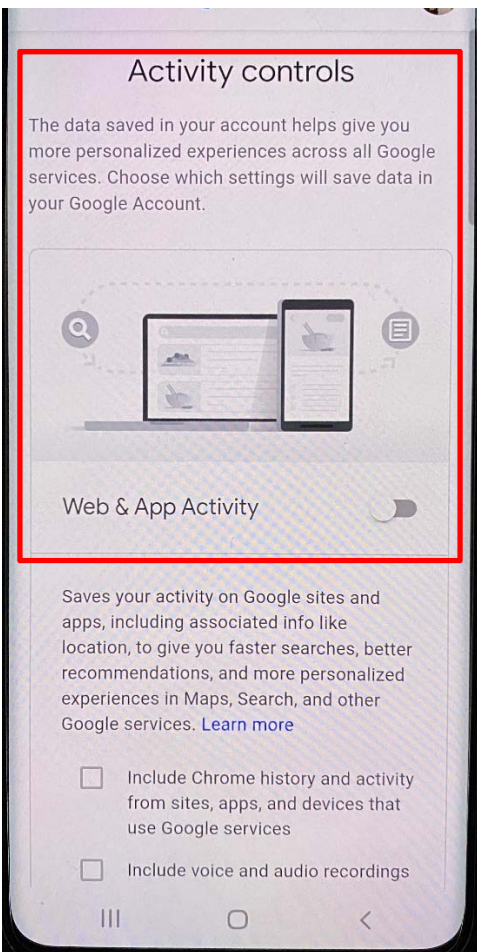 Activity controls
The data saved in your account helps give you
more personalized experiences across all Google
services. Choose which settings will save data in
your Google Account.
Web & App Activity
Saves your activity on Google sites and
apps, including associated info like
location, to give you faster searches, better
recommendations, and more personalized
experiences in Maps, Search, and other
Google services. Learn more
Include Chrome history and activity
from sites, apps, and devices that
use Google services
Include voice and audio recordings